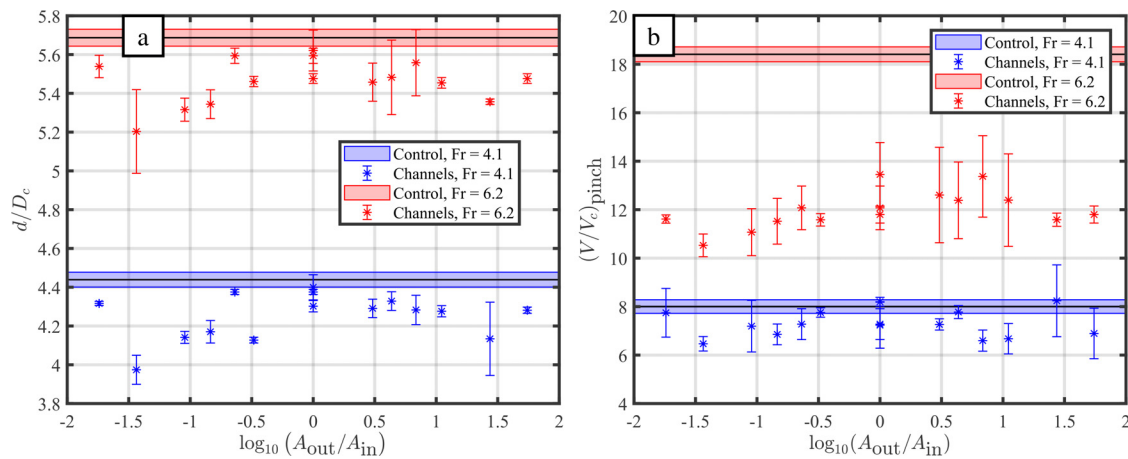 a
5.8
5.6
5.4
5.2
5
4.8
4.6
4.4
4.2
4
3.8
d/D_c
Control, Fr = 4.1
Channels, Fr = 4.1
Control, Fr = 6.2
Channels, Fr = 6.2
-2 -1.5 -1 -0.5 0 0.5 1 1.5 2
log₁₀ (A_out/A_in)
b
20
18
16
14
12
10
8
6
4
(V/V_c)_pinch
Control, Fr = 4.1
Channels, Fr = 4.1
Control, Fr = 6.2
Channels, Fr = 6.2
-2 -1.5 -1 -0.5 0 0.5 1 1.5 2
log₁₀(A_out/A_in)